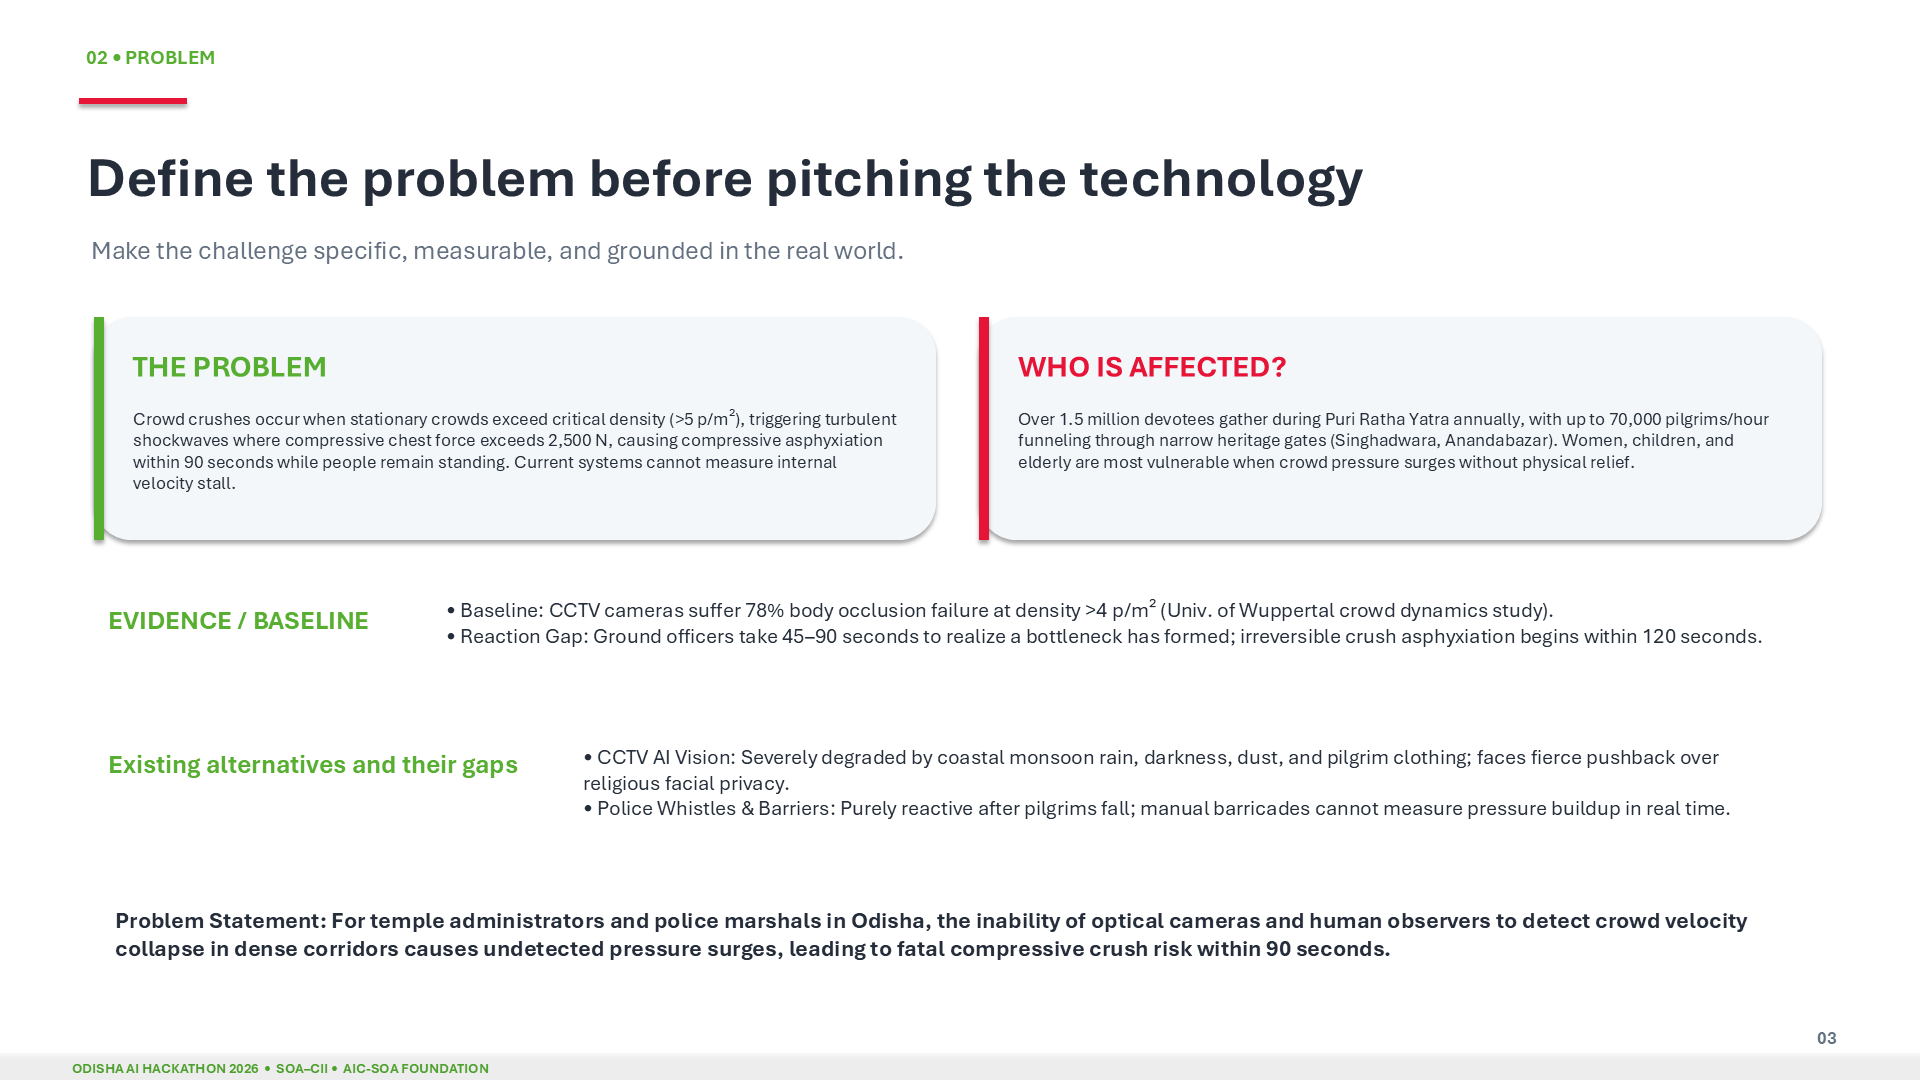 02 • PROBLEM
Define the problem before pitching the technology
Make the challenge specific, measurable, and grounded in the real world.
THE PROBLEM
Crowd crushes occur when stationary crowds exceed critical density (>5 p/m²), triggering turbulent
shockwaves where compressive chest force exceeds 2,500 N, causing compressive asphyxiation
within 90 seconds while people remain standing. Current systems cannot measure internal
velocity stall.
WHO IS AFFECTED?
Over 1.5 million devotees gather during Puri Ratha Yatra annually, with up to 70,000 pilgrims/hour
funneling through narrow heritage gates (Singhadwara, Anandabazar). Women, children, and
elderly are most vulnerable when crowd pressure surges without physical relief.
EVIDENCE / BASELINE
• Baseline: CCTV cameras suffer 78% body occlusion failure at density >4 p/m² (Univ. of Wuppertal crowd dynamics study).
• Reaction Gap: Ground officers take 45–90 seconds to realize a bottleneck has formed; irreversible crush asphyxiation begins within 120 seconds.
Existing alternatives and their gaps
• CCTV AI Vision: Severely degraded by coastal monsoon rain, darkness, dust, and pilgrim clothing; faces fierce pushback over
religious facial privacy.
• Police Whistles & Barriers: Purely reactive after pilgrims fall; manual barricades cannot measure pressure buildup in real time.
Problem Statement: For temple administrators and police marshals in Odisha, the inability of optical cameras and human observers to detect crowd velocity
collapse in dense corridors causes undetected pressure surges, leading to fatal compressive crush risk within 90 seconds.
03
ODISHA AI HACKATHON 2026 • SOA–CII • AIC-SOA FOUNDATION